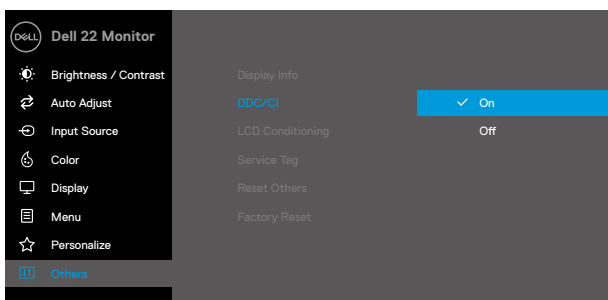 DELL Dell 22 Monitor
Brightness / Contrast Display Info
Auto Adjust DDC/CI On
Input Source LCD Conditioning Off
Color Service Tag
Display Reset Others
Menu Factory Reset
Personalize
Others